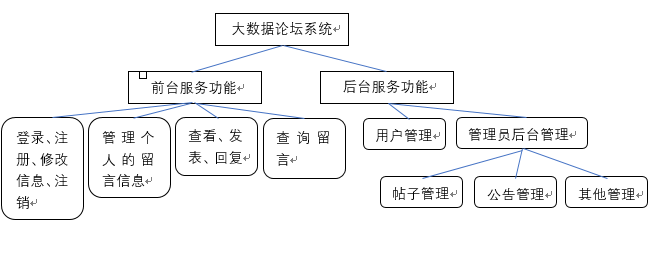 大数据论坛系统
前台服务功能
后台服务功能
登录、注
册、修改
信息、注
销
管理个
人的留
言信息
查看、发
表、回复
查询留
言
用户管理
管理员后台管理
帖子管理
公告管理
其他管理